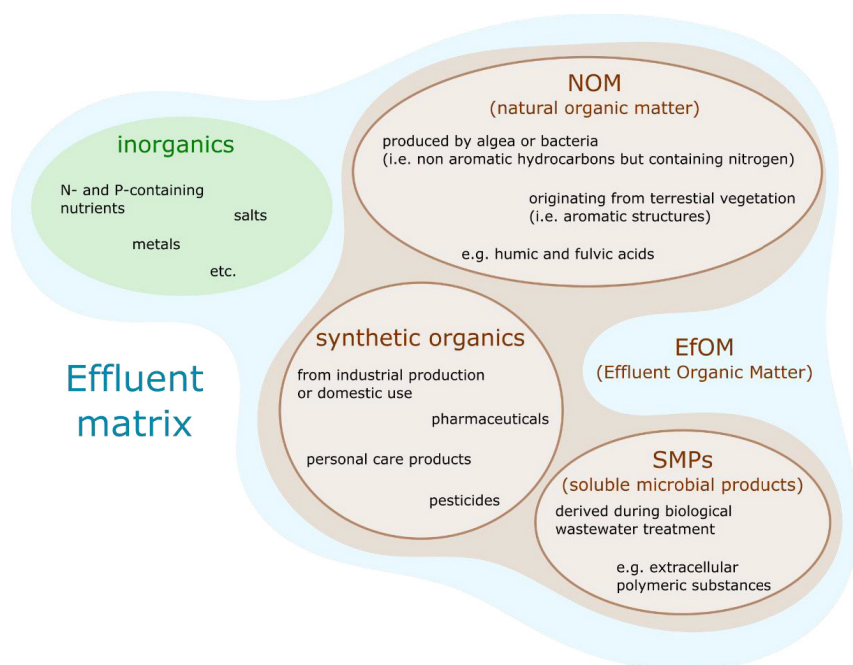 NOM
(natural organic matter)
produced by algea or bacteria
(i.e. non aromatic hydrocarbons but containing nitrogen)
originating from terrestial vegetation
(i.e. aromatic structures)
e.g. humic and fulvic acids
inorganics
N- and P-containing
nutrients
salts
metals
etc.
synthetic organics
from industrial production
or domestic use
pharmaceuticals
personal care products
pesticides
EfOM
(Effluent Organic Matter)
Effluent
matrix
SMPs
(soluble microbial products)
derived during biological
wastewater treatment
e.g. extracellular
polymeric substances